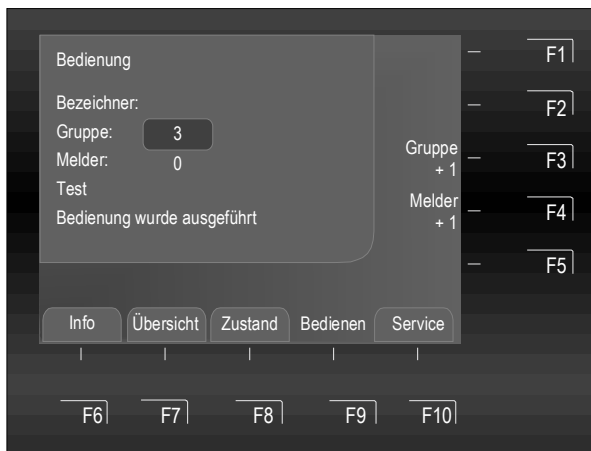 Bedienung
F1
Bezeichner:
F2
Gruppe: 3
Gruppe
+ 1
F3
Melder: 0
Test
Melder
+ 1
F4
Bedienung wurde ausgeführt
F5
Info Übersicht Zustand Bedienen Service
F6 F7 F8 F9 F10